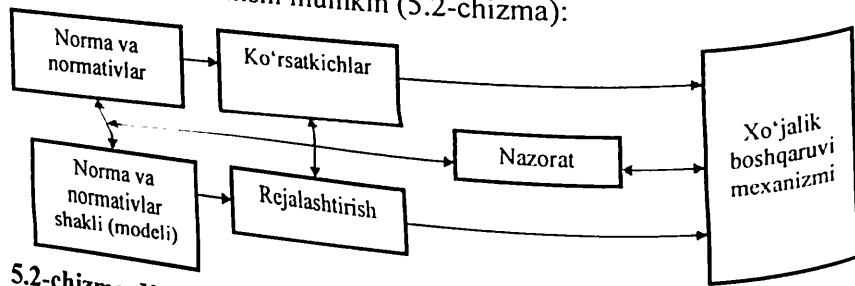 mumkin (5.2-chizma):
Norma va
normativlar
Ko‘rsatkichlar
Nazorat
Xo‘jalik
boshqaruvi
mexanizmi
Norma va
normativlar
shakli (modeli)
Rejalashtirish
5.2-chizma.